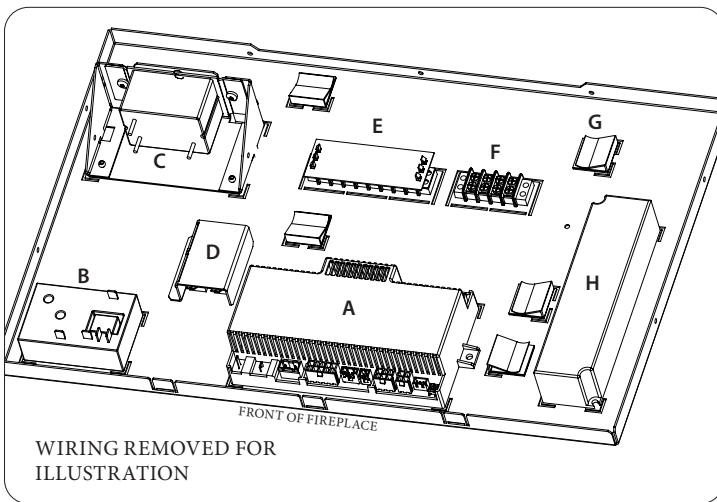 E
F
G
C
D
H
B
A
FRONT OF FIREPLACE
WIRING REMOVED FOR
ILLUSTRATION